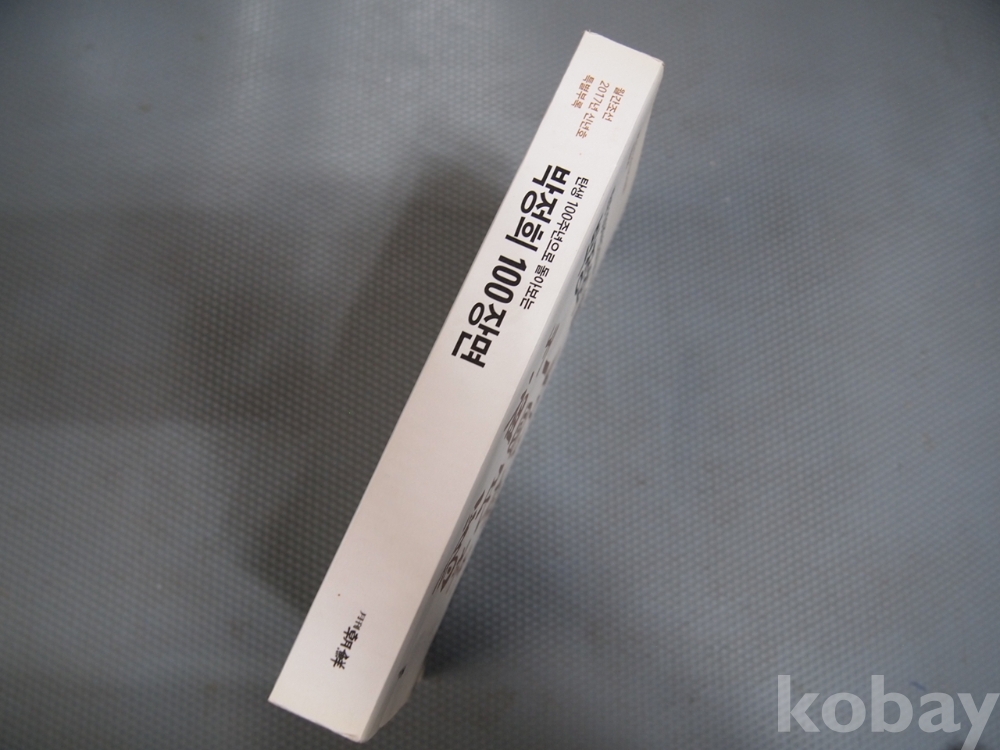 월간조선
2017년 신년호
특별부록
탄생 100주년으로 돌아보는
박정희 100장면
月刊朝鮮
kobay